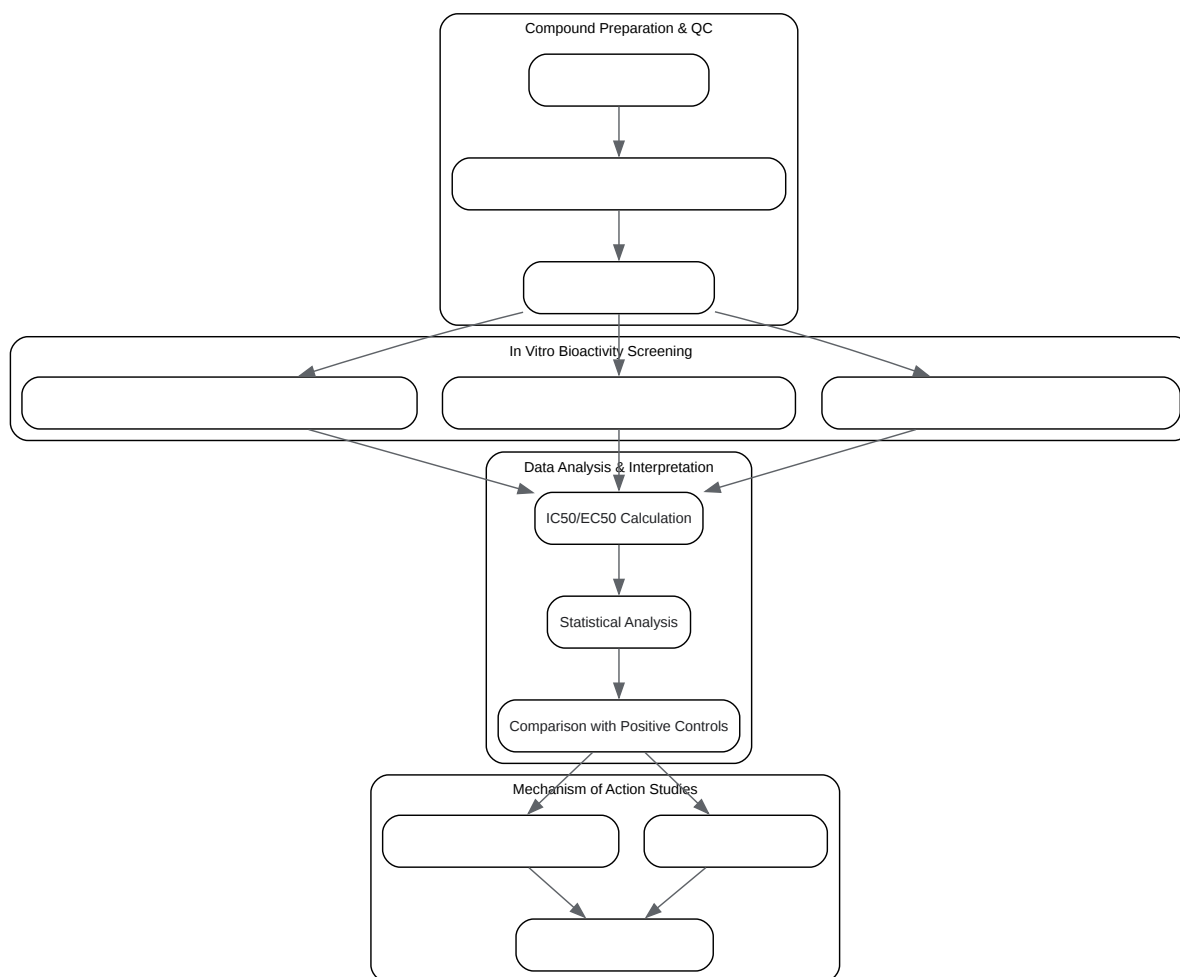 Compound Preparation & QC
In Vitro Bioactivity Screening
Data Analysis & Interpretation
IC50/EC50 Calculation
Statistical Analysis
Comparison with Positive Controls
Mechanism of Action Studies